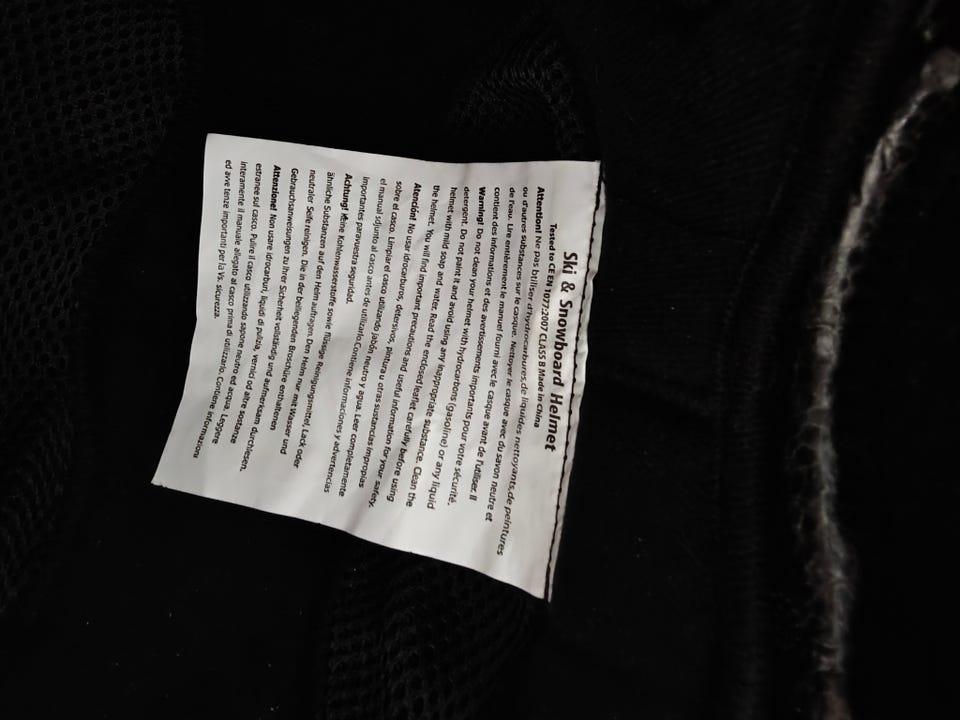 Ski & Snowboard Helmet
Tested to CE EN 1077:2007 CLASS B Made in China
Attention! Ne pas biliser d'hydrocarbures,de liquides nettoyants,de peintures
ou d'autres substances sur le casque. Nettoyer le casque avec du savon neutre et
de l'eau. Lire enièrement le manuel fourni avec le casque avant de l'utiliser. Il
contient des informations et des avertissements importants pour votre sécurité.
Warning! Do not clean your helmet with hydrocarbons (gasoline) or any liquid
detergent. Do not paint it and avoid using any inappropriate substance. Clean the
helmet with mild soap and water. Read the enclosed leaflet carefully before using
the helmet. You will find important precautions and useful information for your safety.
Atención! No usar idrocarburos, detersivos, pintura u otras sustancias impropias
sobre el casco. Limpiar el casco utilizando jabón neutro y agua. Leer completamente
el manual sdjunto al casco antes de utilizarlo.Contiene informaciones y advertencias
importantes paravuestra seguridad.
Achtung! Keine Kohlenwasserstoffe sowie flüssige Reinigungsmittel, Lack oder
ähnliche Substanzen auf den Helm auftragen. Den Helm nur mit Wasser und
neutraler Seife reinigen. Die in der beiliegenden Broschüre enthaltenen
Gebrauchsanweisungen zu Ihrer Sicherheit vollständig und aufmerksam durchlesen.
Attenzione! Non usare idrocarburi, liquidi di pulizia, vernici od altre sostanze
estranee sul casco. Pulire il casco utilizzando sapone neutro ed acqua. Leggere
interamente il manuale allegato al casco prima di utilizzarlo. Contiene informazione
ed avve tenze importanti per la Vs. sicurezza.